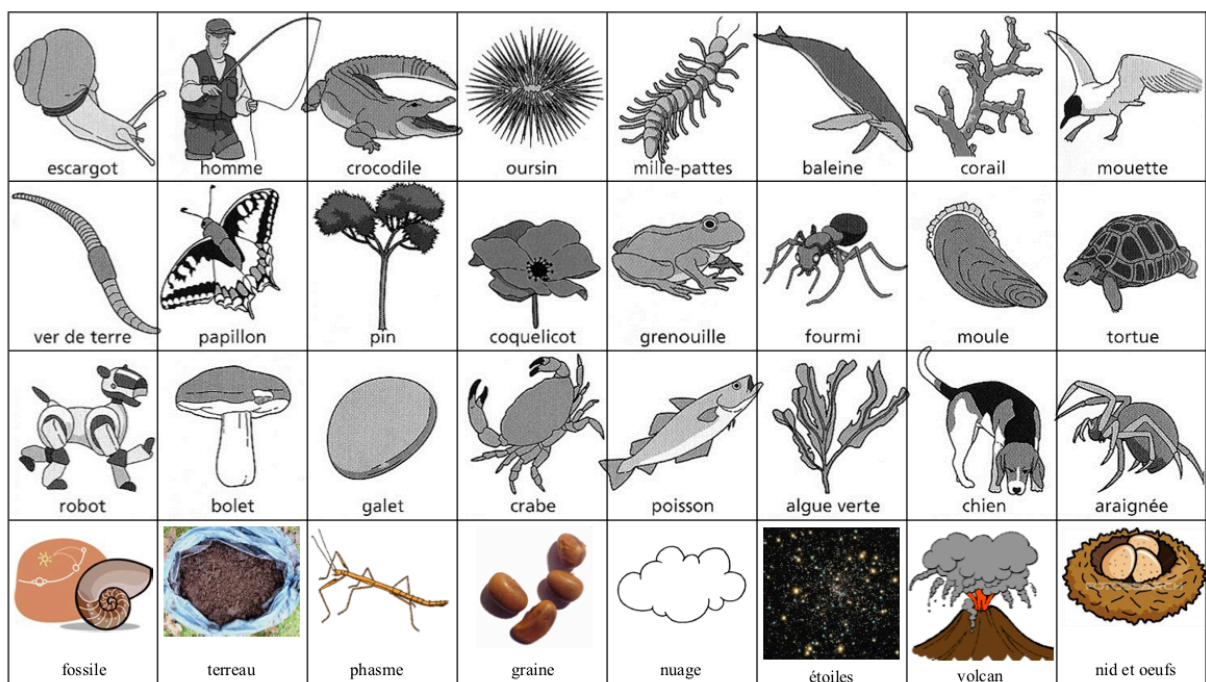 escargot homme crocodile oursin mille-pattes baleine corail mouette
ver de terre papillon pin coquelicot grenouille fourmi moule tortue
robot bolet galet crabe poisson algue verte chien araignée
fossile terreau phasme graine nuage étoiles volcan nid et oeufs